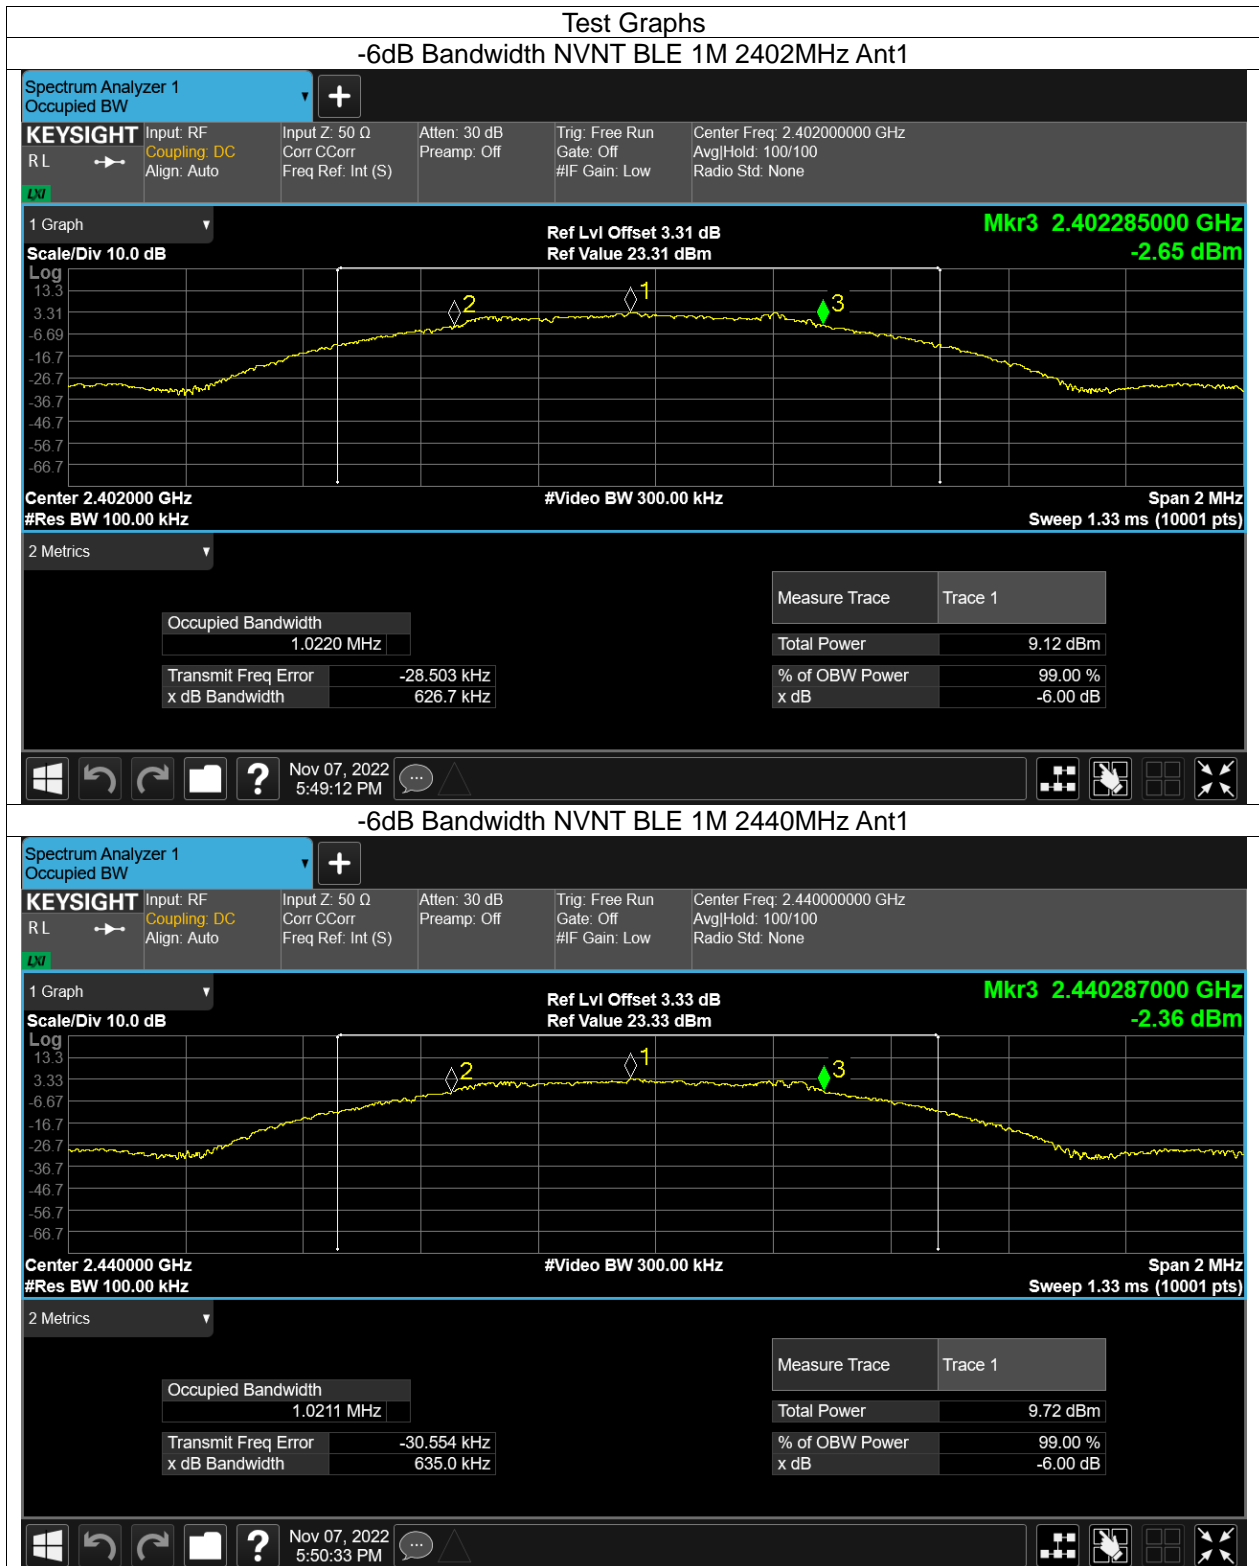 Test Graphs
-6dB Bandwidth NVNT BLE 1M 2402MHz Ant1
Spectrum Analyzer 1
Occupied BW
KEYSIGHT Input: RF Input Z: 50 Ω Atten: 30 dB Trig: Free Run Center Freq: 2.402000000 GHz
RL Coupling: DC Corr CCorr Preamp: Off Gate: Off Avg|Hold: 100/100
Align: Auto Freq Ref: Int (S) #IF Gain: Low Radio Std: None
LXI
1 Graph Ref Lvl Offset 3.31 dB Mkr3 2.402285000 GHz
Scale/Div 10.0 dB Ref Value 23.31 dBm -2.65 dBm
Log
13.3
3.31
-6.69
-16.7
-26.7
-36.7
-46.7
-56.7
-66.7
2 1 3
Center 2.402000 GHz #Video BW 300.00 kHz Span 2 MHz
#Res BW 100.00 kHz Sweep 1.33 ms (10001 pts)
2 Metrics
Measure Trace Trace 1
Occupied Bandwidth
1.0220 MHz Total Power 9.12 dBm
Transmit Freq Error -28.503 kHz % of OBW Power 99.00 %
x dB Bandwidth 626.7 kHz x dB -6.00 dB
Nov 07, 2022
5:49:12 PM
-6dB Bandwidth NVNT BLE 1M 2440MHz Ant1
Spectrum Analyzer 1
Occupied BW
KEYSIGHT Input: RF Input Z: 50 Ω Atten: 30 dB Trig: Free Run Center Freq: 2.440000000 GHz
RL Coupling: DC Corr CCorr Preamp: Off Gate: Off Avg|Hold: 100/100
Align: Auto Freq Ref: Int (S) #IF Gain: Low Radio Std: None
LXI
1 Graph Ref Lvl Offset 3.33 dB Mkr3 2.440287000 GHz
Scale/Div 10.0 dB Ref Value 23.33 dBm -2.36 dBm
Log
13.3
3.33
-6.67
-16.7
-26.7
-36.7
-46.7
-56.7
-66.7
2 1 3
Center 2.440000 GHz #Video BW 300.00 kHz Span 2 MHz
#Res BW 100.00 kHz Sweep 1.33 ms (10001 pts)
2 Metrics
Measure Trace Trace 1
Occupied Bandwidth
1.0211 MHz Total Power 9.72 dBm
Transmit Freq Error -30.554 kHz % of OBW Power 99.00 %
x dB Bandwidth 635.0 kHz x dB -6.00 dB
Nov 07, 2022
5:50:33 PM